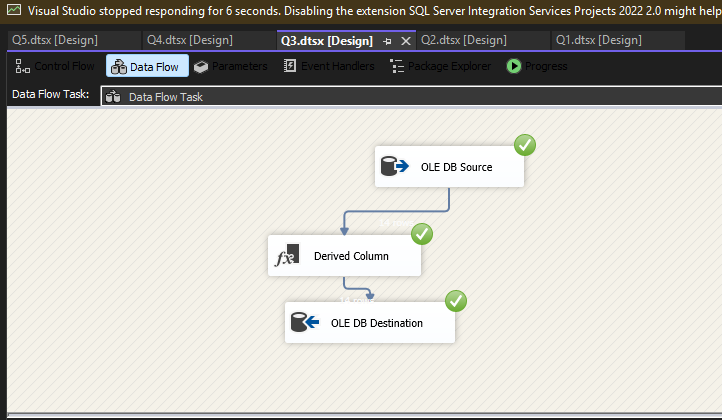 Visual Studio stopped responding for 6 seconds. Disabling the extension SQL Server Integration Services Projects 2022 2.0 might help
Q5.dtsx [Design] Q4.dtsx [Design] Q3.dtsx [Design] Q2.dtsx [Design] Q1.dtsx [Design]
Control Flow Data Flow Parameters Event Handlers Package Explorer Progress
Data Flow Task: Data Flow Task
OLE DB Source
Derived Column
14 rows
OLE DB Destination